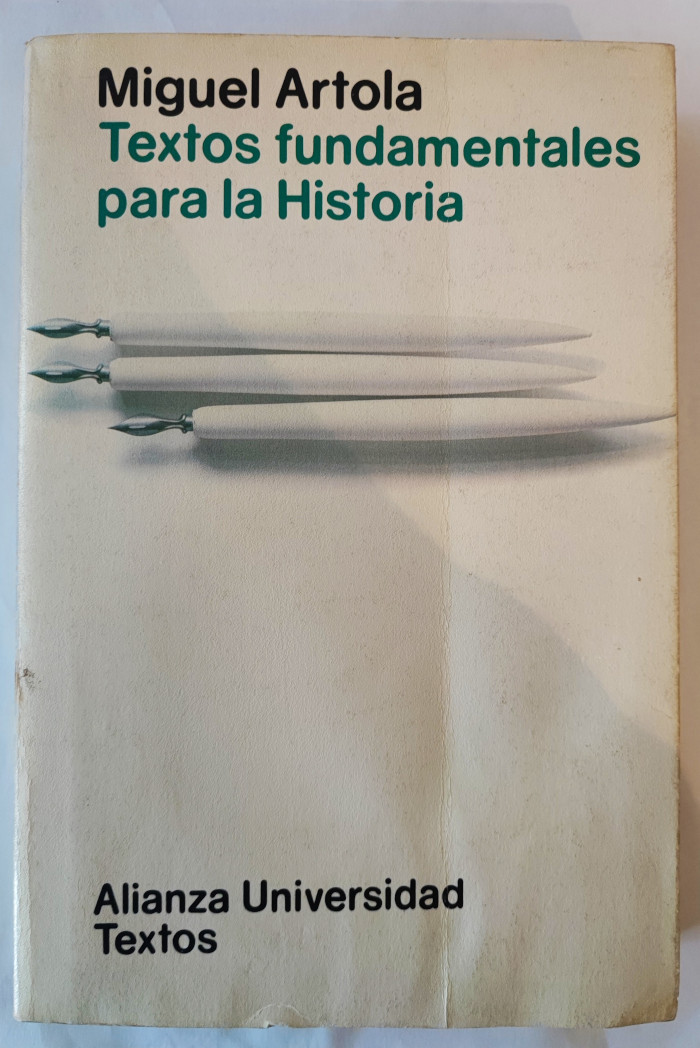 Miguel Artola
Textos fundamentales
para la Historia
Alianza Universidad
Textos